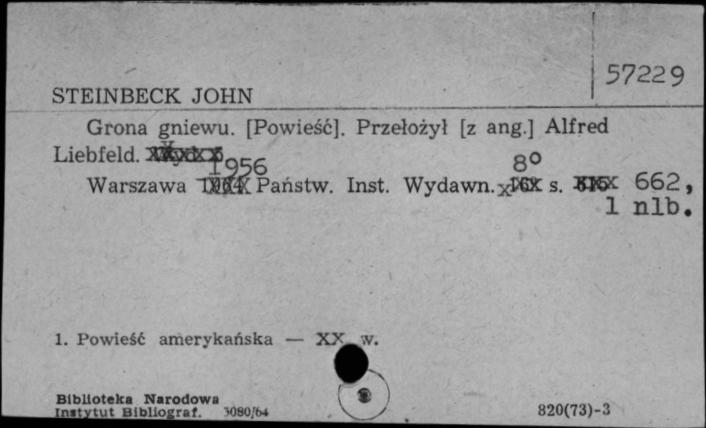 57229
STEINBECK JOHN
Grona gniewu. [Powieść]. Przełożył [z ang.] Alfred
Liebfeld.
1956 8º
Warszawa Państw. Inst. Wydawn. s. 662,
1 nlb.
1. Powieść amerykańska — XX w.
Biblioteka Narodowa
Instytut Bibliograf. 3080/64 820(73)-3